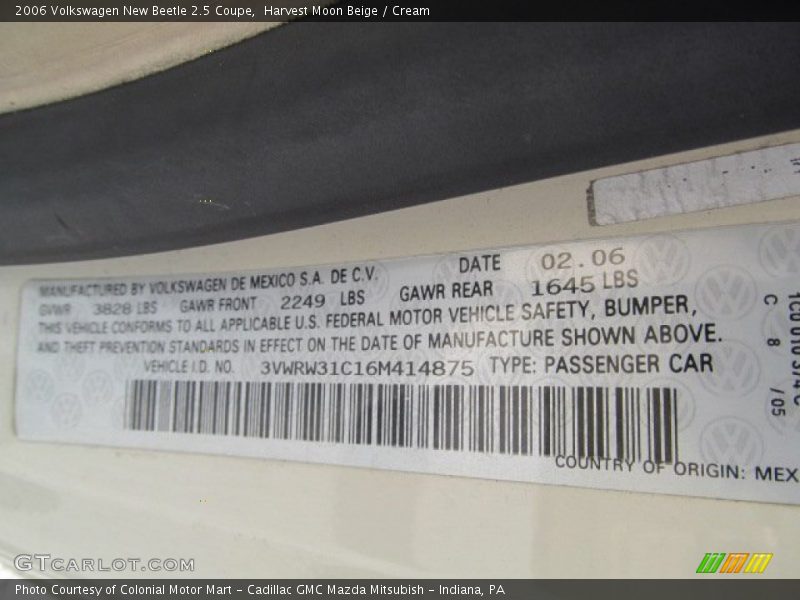 2006 Volkswagen New Beetle 2.5 Coupe, Harvest Moon Beige / Cream
MANUFACTURED BY VOLKSWAGEN DE MEXICO S.A. DE C.V. DATE 02.06
GVWR 3828 LBS GAWR FRONT 2249 LBS GAWR REAR 1645 LBS
THIS VEHICLE CONFORMS TO ALL APPLICABLE U.S. FEDERAL MOTOR VEHICLE SAFETY, BUMPER,
AND THEFT PREVENTION STANDARDS IN EFFECT ON THE DATE OF MANUFACTURE SHOWN ABOVE.
VEHICLE I.D. NO. 3VWRW31C16M414875 TYPE: PASSENGER CAR
COUNTRY OF ORIGIN: MEX
C 8 /05
GTCARLOT.COM
Photo Courtesy of Colonial Motor Mart - Cadillac GMC Mazda Mitsubish - Indiana, PA